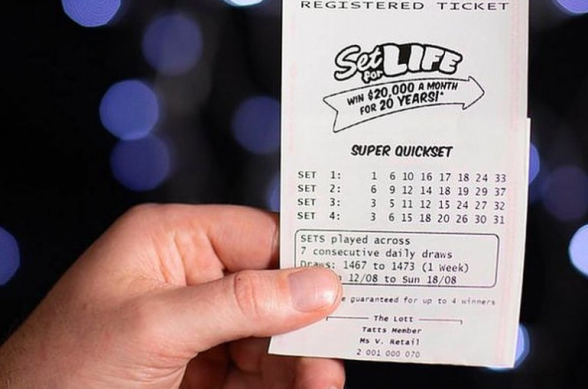 REGISTERED TICKET
Set for LIFE
WIN $20,000 A MONTH
FOR 20 YEARS!*
SUPER QUICKSET
SET 1: 1 6 10 16 17 18 24 33
SET 2: 6 9 12 14 18 19 29 37
SET 3: 3 5 11 12 15 24 27 32
SET 4: 3 6 15 18 20 26 30 31
SETS played across
7 consecutive daily draws
Draws: 1467 to 1473 (1 Week)
12/08 to Sun 18/08
guaranteed for up to 4 winners
The Lott
Tatts Member
Ms V. Retail
2 001 000 070